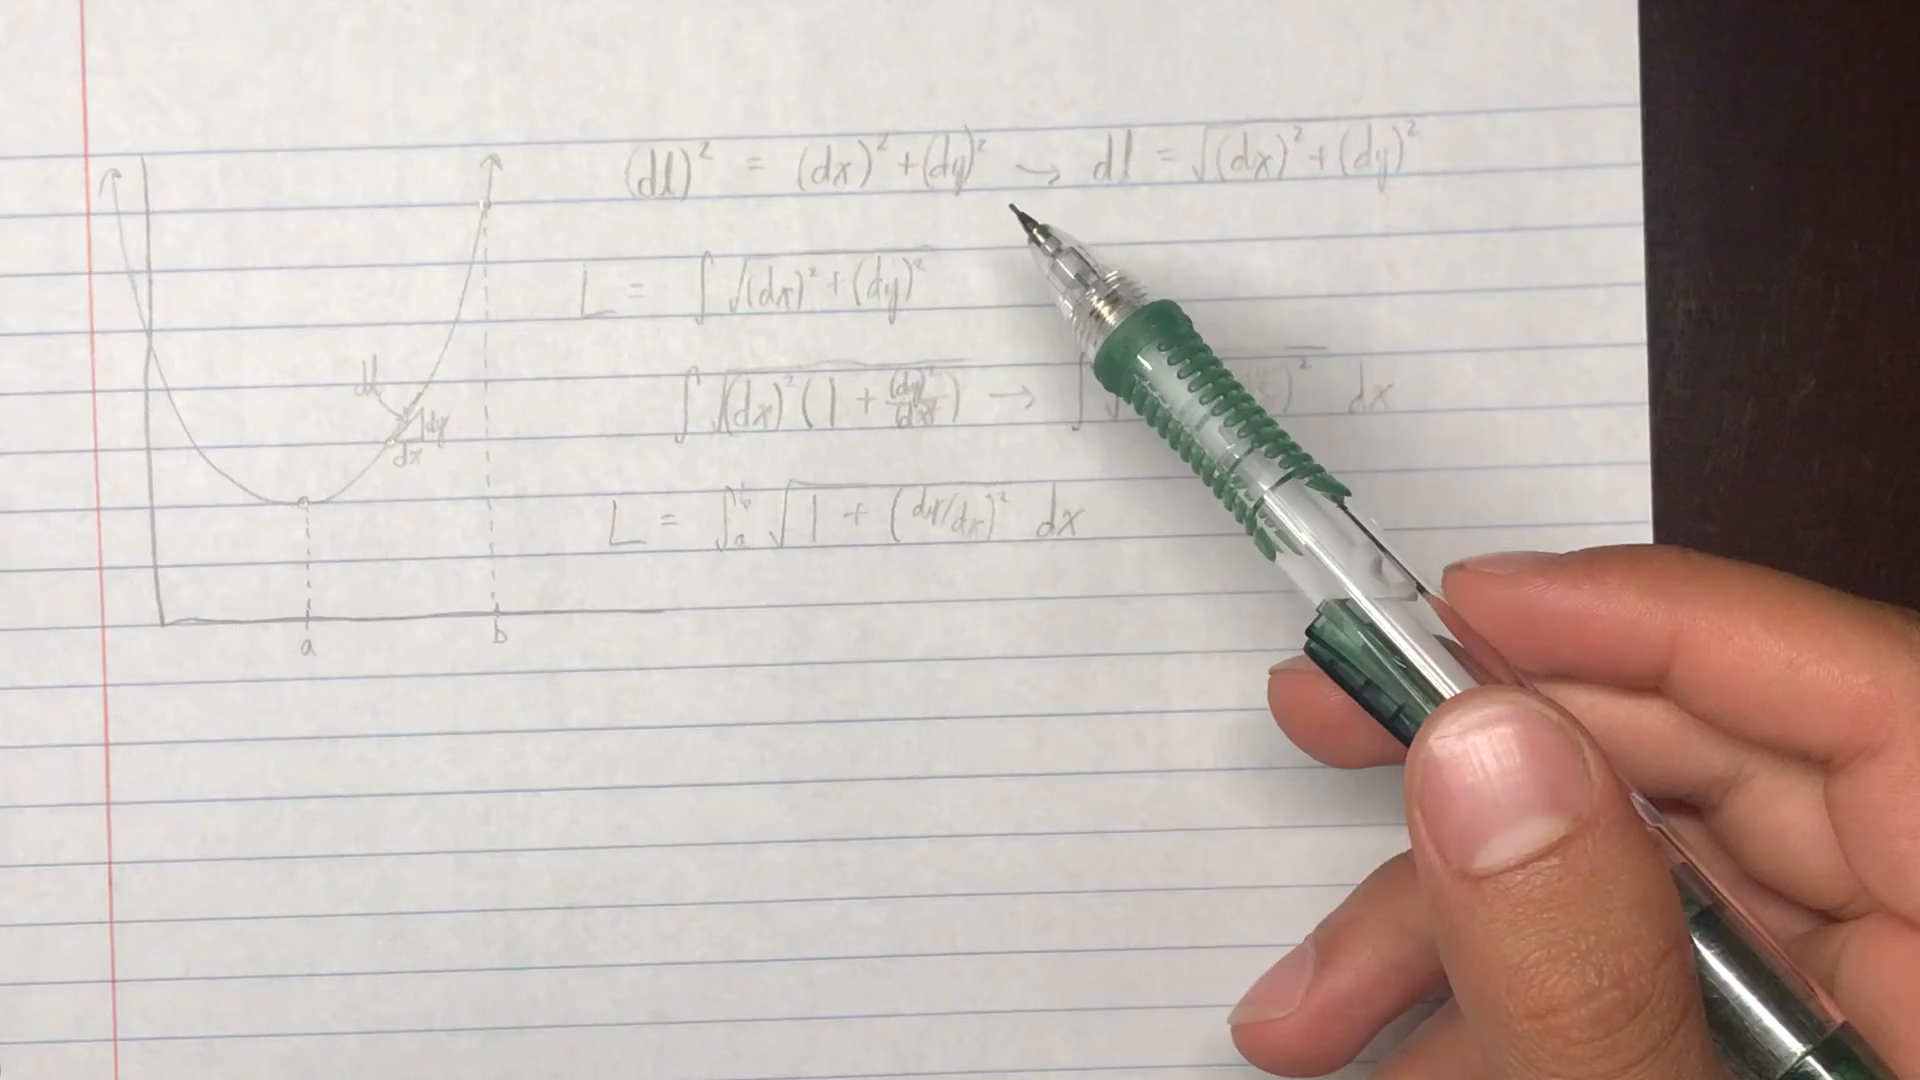 (dl)² = (dx)² + (dy)² → dl = √(dx)² + (dy)²
L = ∫ √(dx)² + (dy)²
∫ √(dx)² (1 + (dy)²/(dx)²) → ∫ √ )² dx
L = ∫ₐᵇ √1 + (dy/dx)² dx
dl
dy
dx
a b